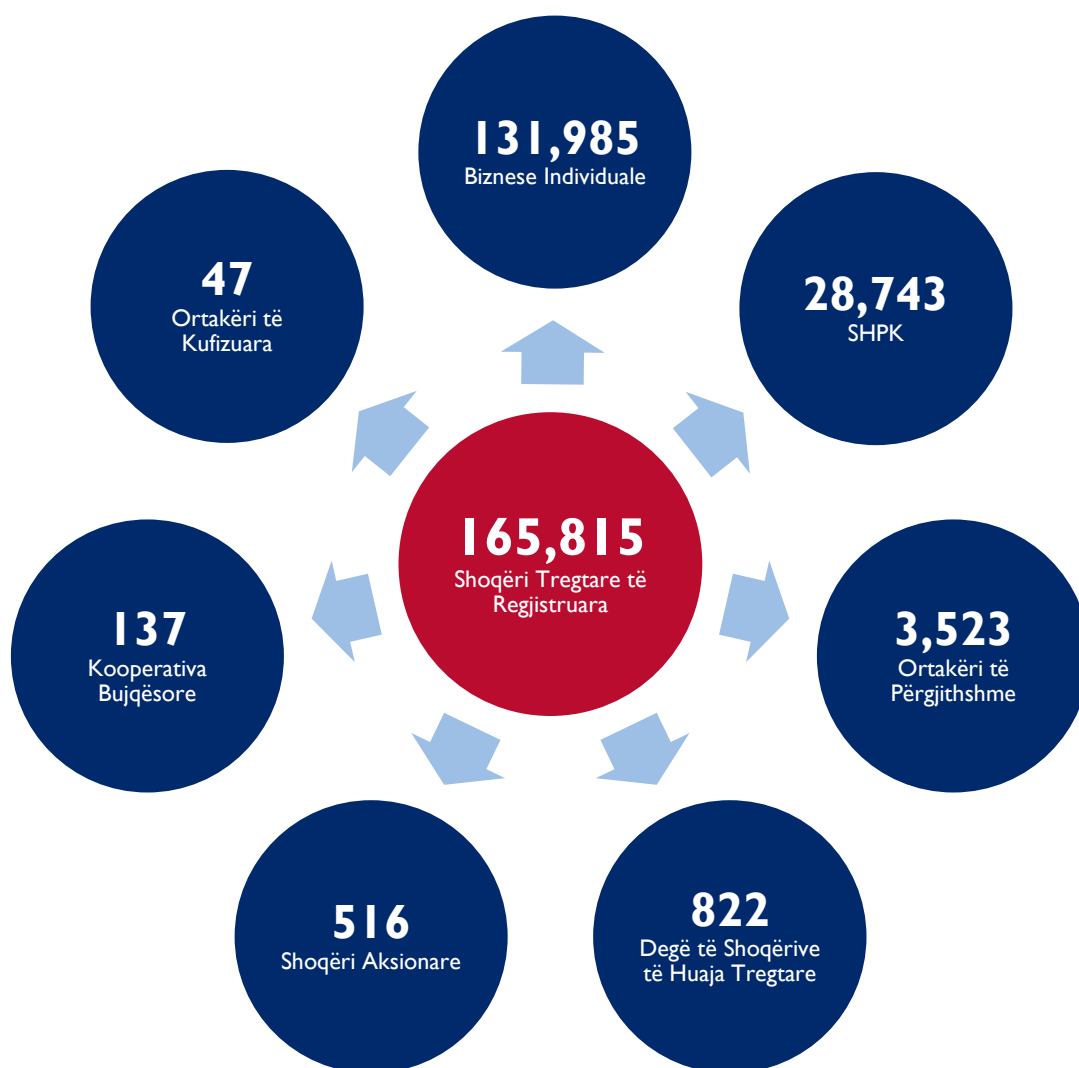 131,985
Biznese Individuale
28,743
SHPK
3,523
Ortakëri të
Përgjithshme
822
Degë të Shoqërive
të Huaja Tregtare
516
Shoqëri Aksionare
137
Kooperativa
Bujqësore
47
Ortakëri të
Kufizuara
165,815
Shoqëri Tregtare të
Regjistruara